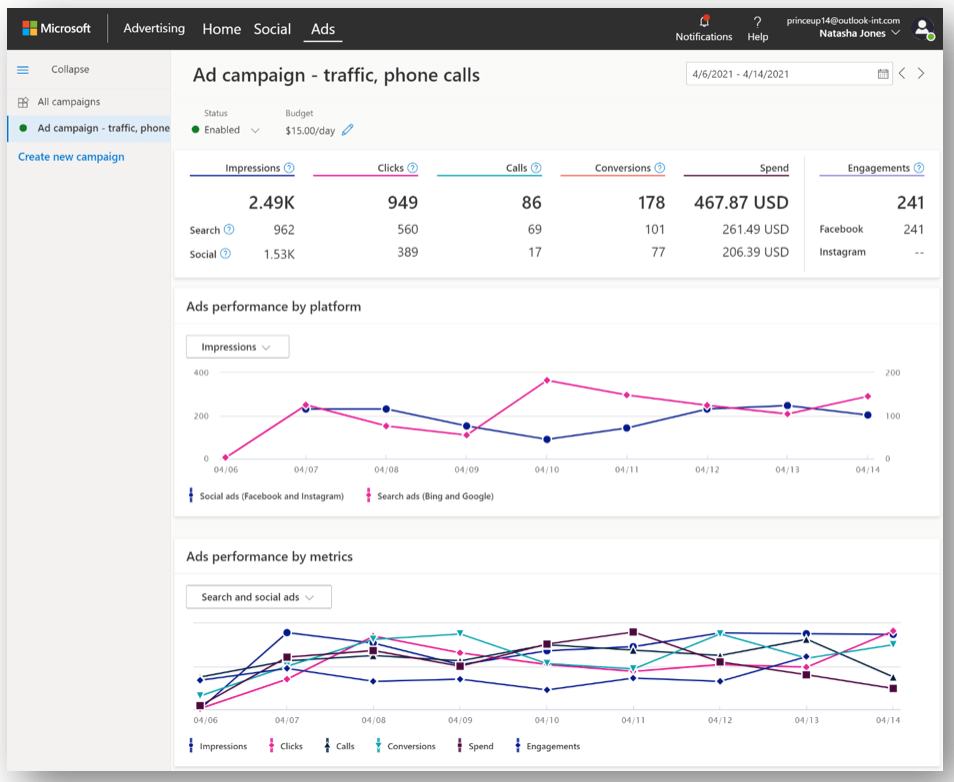 Microsoft Advertising Home Social Ads
Notifications
Help
princeup14@outlook-int.com
Natasha Jones
Collapse
All campaigns
Ad campaign - traffic, phone
Create new campaign
Ad campaign - traffic, phone calls
4/6/2021 - 4/14/2021
Status Budget
Enabled $15.00/day
Impressions ? Clicks ? Calls ? Conversions ? Spend Engagements ?
2.49K 949 86 178 467.87 USD 241
Search ? 962 560 69 101 261.49 USD Facebook 241
Social ? 1.53K 389 17 77 206.39 USD Instagram --
Ads performance by platform
Impressions
400 200
200 100
0 0
04/06 04/07 04/08 04/09 04/10 04/11 04/12 04/13 04/14
Social ads (Facebook and Instagram) Search ads (Bing and Google)
Ads performance by metrics
Search and social ads
04/06 04/07 04/08 04/09 04/10 04/11 04/12 04/13 04/14
Impressions Clicks Calls Conversions Spend Engagements